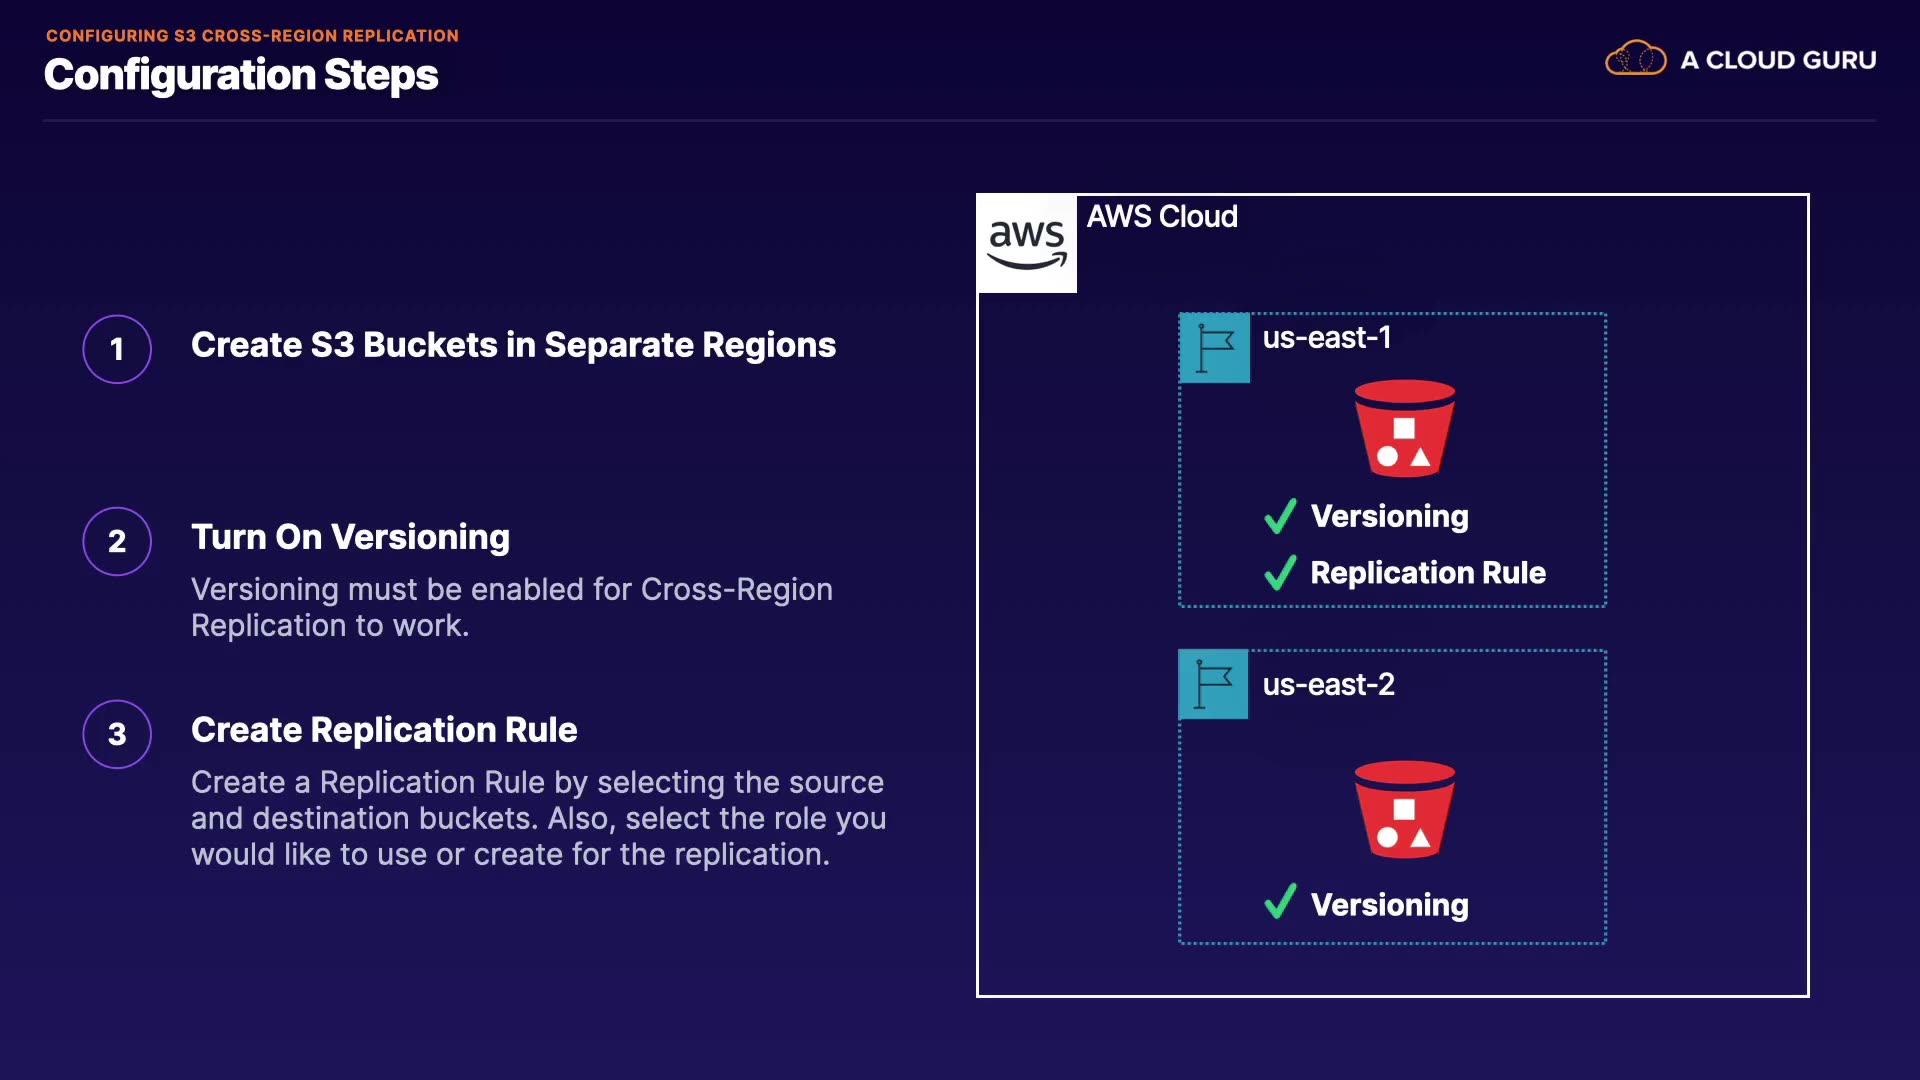 CONFIGURING S3 CROSS-REGION REPLICATION
Configuration Steps
A CLOUD GURU
1
Create S3 Buckets in Separate Regions
2
Turn On Versioning
Versioning must be enabled for Cross-Region
Replication to work.
3
Create Replication Rule
Create a Replication Rule by selecting the source
and destination buckets. Also, select the role you
would like to use or create for the replication.
aws
AWS Cloud
us-east-1
Versioning
Replication Rule
us-east-2
Versioning